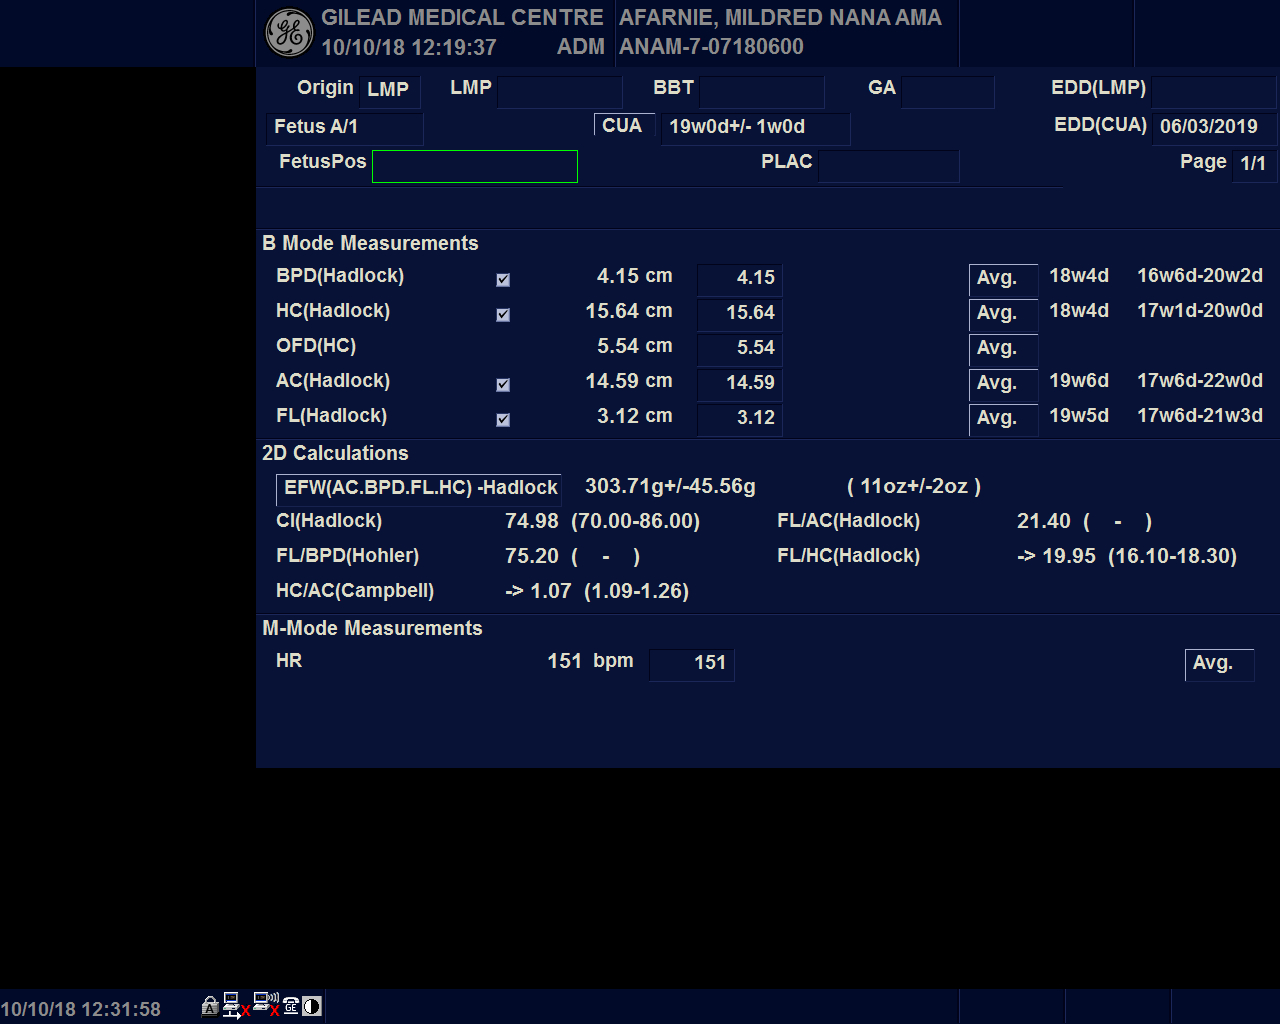 GILEAD MEDICAL CENTRE AFARNIE, MILDRED NANA AMA
10/10/18 12:19:37 ADM ANAM-7-07180600
Origin LMP LMP BBT GA EDD(LMP)
Fetus A/1 CUA 19w0d+/- 1w0d EDD(CUA) 06/03/2019
FetusPos PLAC Page 1/1
B Mode Measurements
BPD(Hadlock) 4.15 cm 4.15 Avg. 18w4d 16w6d-20w2d
HC(Hadlock) 15.64 cm 15.64 Avg. 18w4d 17w1d-20w0d
OFD(HC) 5.54 cm 5.54 Avg.
AC(Hadlock) 14.59 cm 14.59 Avg. 19w6d 17w6d-22w0d
FL(Hadlock) 3.12 cm 3.12 Avg. 19w5d 17w6d-21w3d
2D Calculations
EFW(AC.BPD.FL.HC) -Hadlock 303.71g+/-45.56g ( 11oz+/-2oz )
CI(Hadlock) 74.98 (70.00-86.00) FL/AC(Hadlock) 21.40 ( - )
FL/BPD(Hohler) 75.20 ( - ) FL/HC(Hadlock) -> 19.95 (16.10-18.30)
HC/AC(Campbell) -> 1.07 (1.09-1.26)
M-Mode Measurements
HR 151 bpm 151 Avg.
10/10/18 12:31:58 A GE